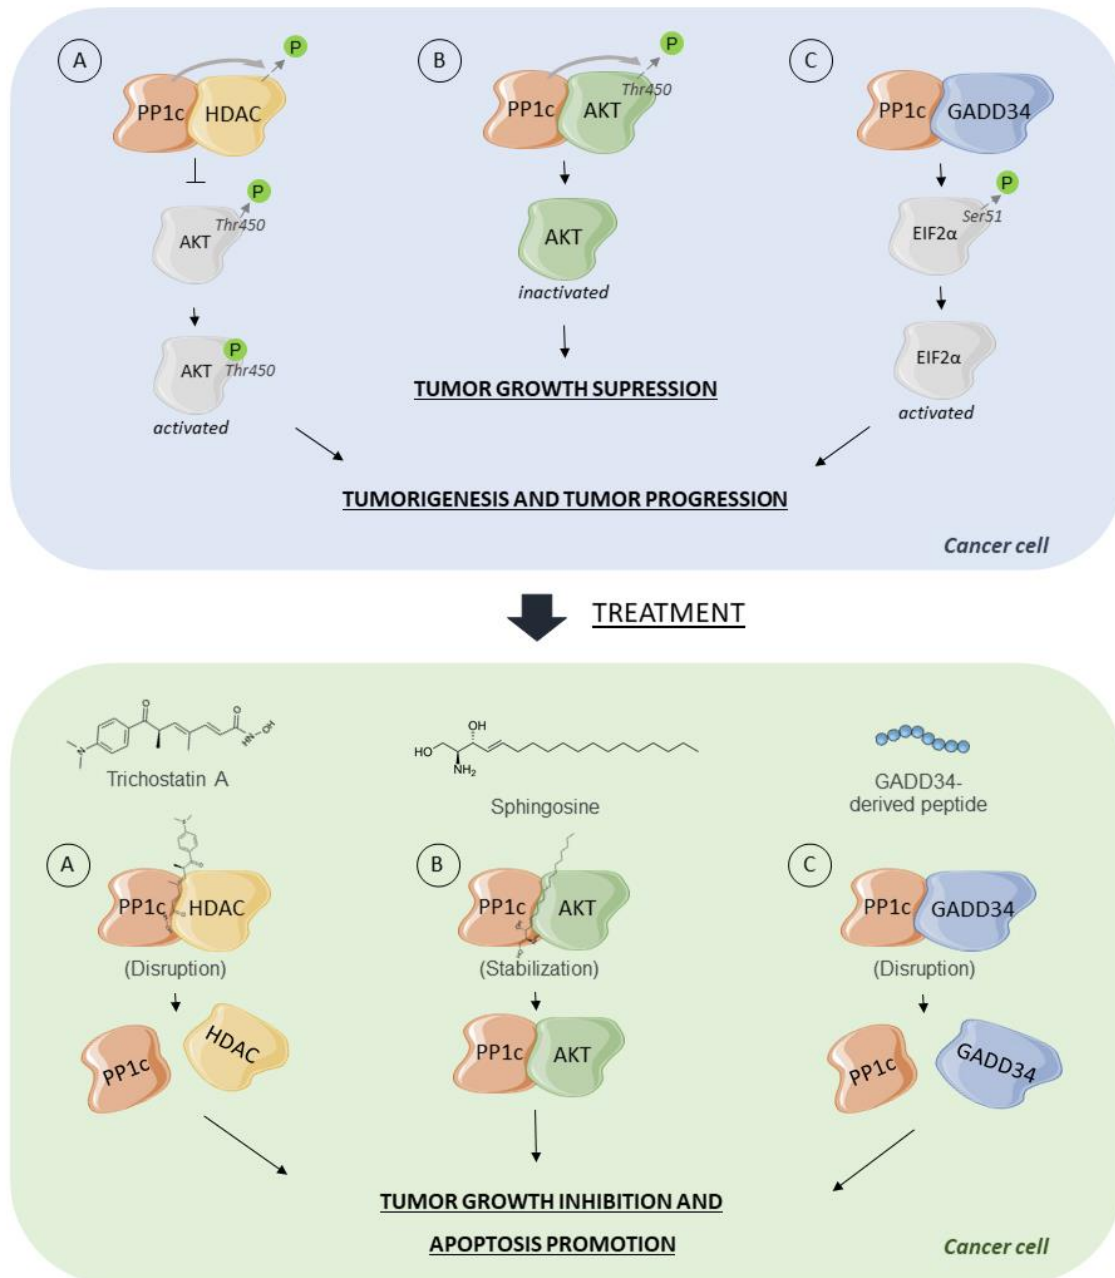 A
P
PP1c
HDAC
P
AKT
Thr450
P
AKT
Thr450
activated
B
P
PP1c
AKT
Thr450
AKT
inactivated
TUMOR GROWTH SUPRESSION
C
PP1c
GADD34
P
EIF2α
Ser51
EIF2α
activated
TUMORIGENESIS AND TUMOR PROGRESSION
Cancer cell
TREATMENT
O
O
N
HN
OH
Trichostatin A
OH
HO
NH2
Sphingosine
GADD34-
derived peptide
A
PP1c
HDAC
(Disruption)
PP1c
HDAC
B
PP1c
AKT
(Stabilization)
PP1c
AKT
C
PP1c
GADD34
(Disruption)
PP1c
GADD34
TUMOR GROWTH INHIBITION AND
APOPTOSIS PROMOTION
Cancer cell